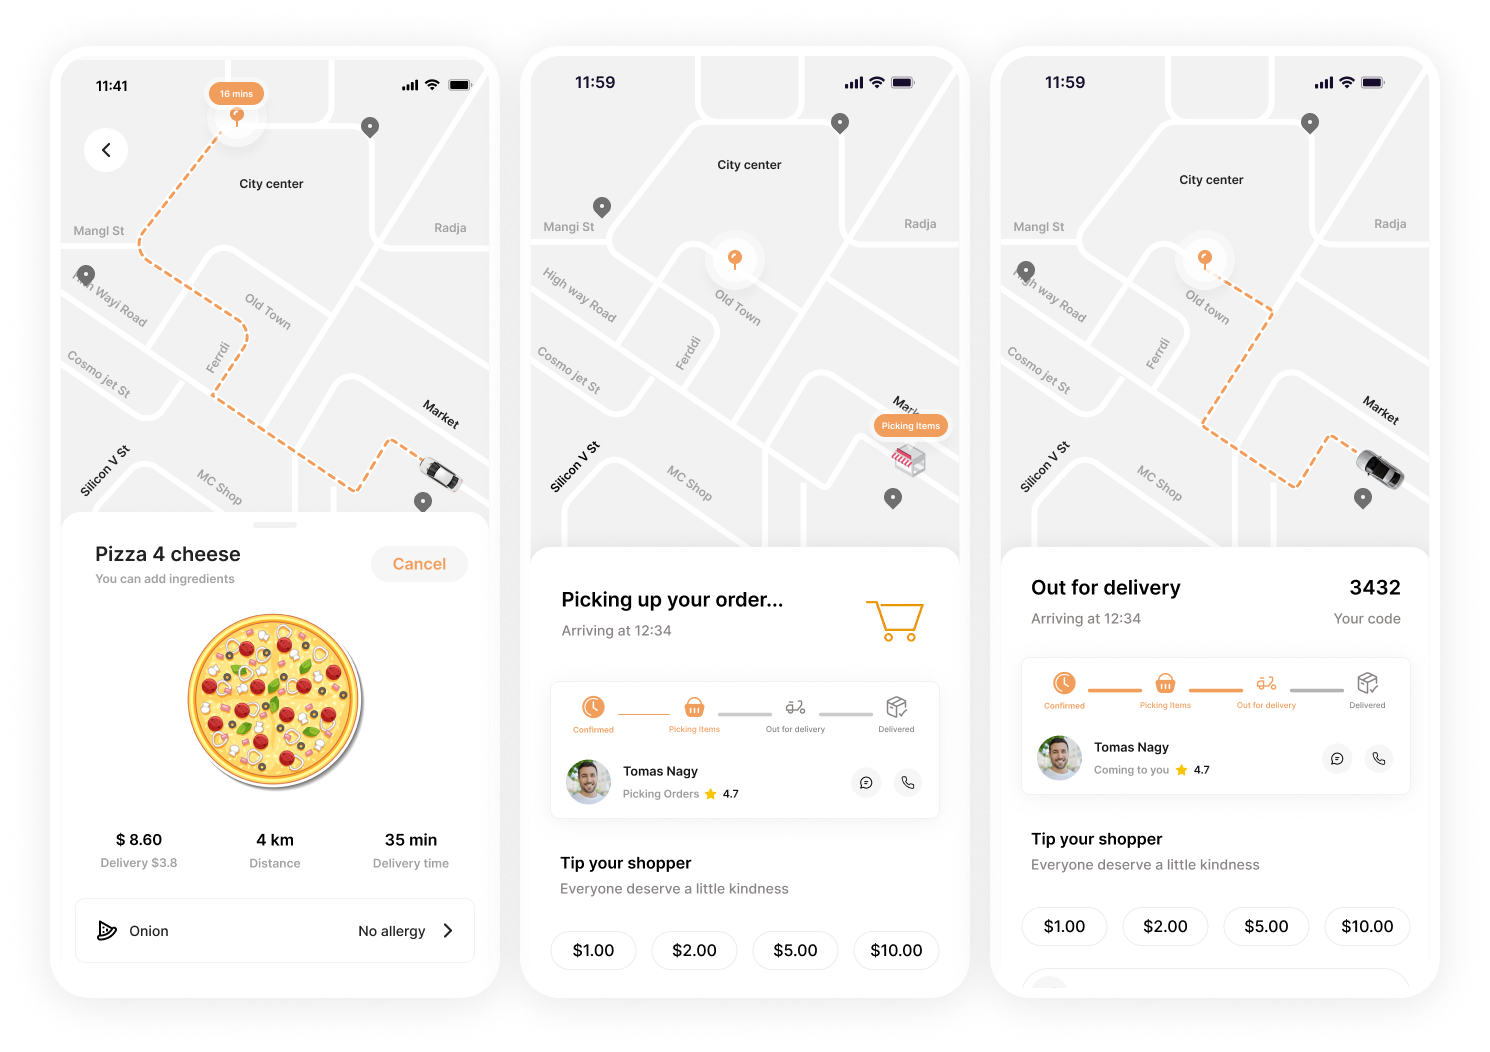 11:41
16 mins
City center
Mangl St
Radja
Wayi Road
Old Town
Ferrdi
Cosmo jet St
Market
Silicon V St
MC Shop
Pizza 4 cheese
You can add ingredients
Cancel
$ 8.60
Delivery $3.8
4 km
Distance
35 min
Delivery time
Onion
No allergy
11:59
City center
Mangi St
Radja
High way Road
Old Town
Ferddi
Cosmo jet St
Picking Items
Silicon V St
MC Shop
Picking up your order...
Arriving at 12:34
Confirmed
Picking Items
Out for delivery
Delivered
Tomas Nagy
Picking Orders 4.7
Tip your shopper
Everyone deserve a little kindness
$1.00
$2.00
$5.00
$10.00
11:59
City center
Mangl St
Radja
High way Road
Old town
Ferrdi
Cosmo jet St
Market
Silicon V St
MC Shop
Out for delivery
3432
Arriving at 12:34
Your code
Confirmed
Picking Items
Out for delivery
Delivered
Tomas Nagy
Coming to you 4.7
Tip your shopper
Everyone deserve a little kindness
$1.00
$2.00
$5.00
$10.00